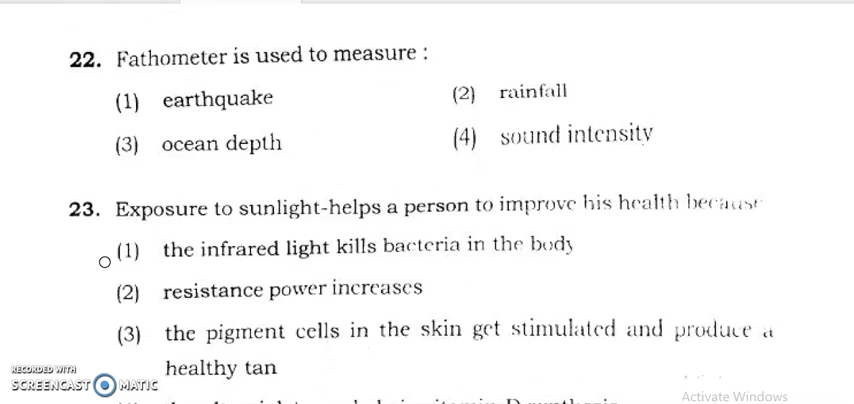 22. Fathometer is used to measure :
(1) earthquake (2) rainfall
(3) ocean depth (4) sound intensity
23. Exposure to sunlight-helps a person to improve his health because
(1) the infrared light kills bacteria in the body
(2) resistance power increases
(3) the pigment cells in the skin get stimulated and produce a
healthy tan
RECORDED WITH
SCREENCAST MATIC
Activate Windows